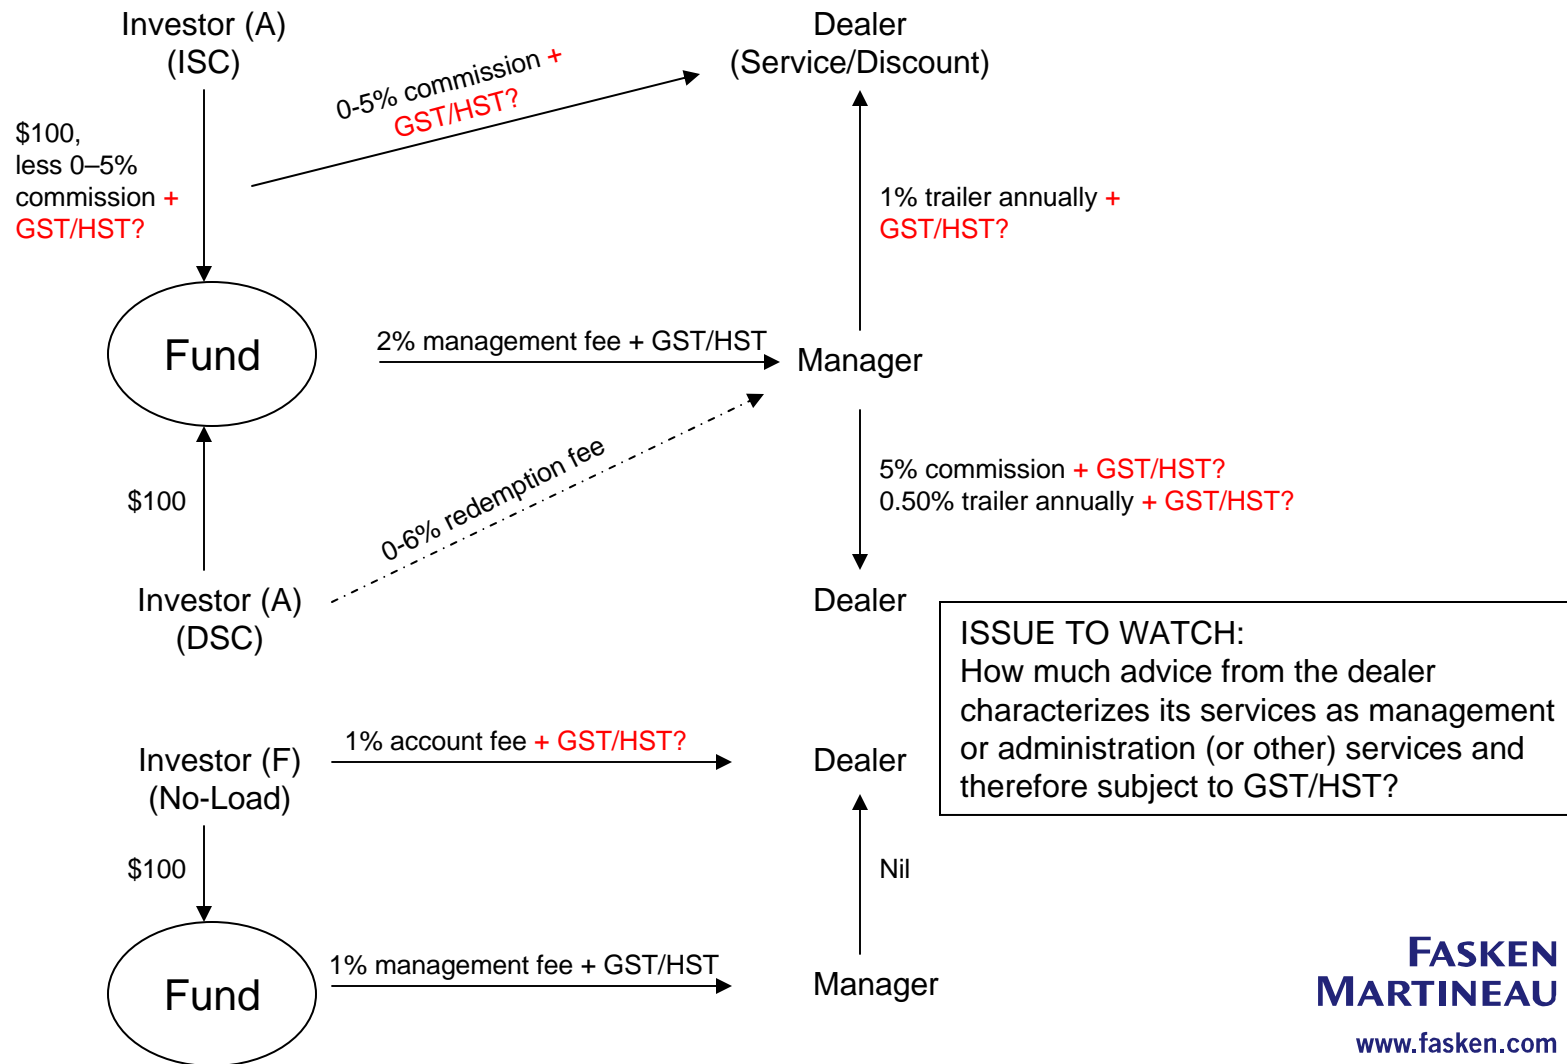 Investor (A)
(ISC)
Dealer
(Service/Discount)
0-5% commission +
GST/HST?
$100,
less 0–5%
commission +
GST/HST?
1% trailer annually +
GST/HST?
Fund
2% management fee + GST/HST
Manager
0-6% redemption fee
$100
5% commission + GST/HST?
0.50% trailer annually + GST/HST?
Investor (A)
(DSC)
Dealer
ISSUE TO WATCH:
How much advice from the dealer
characterizes its services as management
or administration (or other) services and
therefore subject to GST/HST?
Investor (F)
(No-Load)
1% account fee + GST/HST?
Dealer
$100
Nil
Fund
1% management fee + GST/HST
Manager
FASKEN
MARTINEAU
www.fasken.com